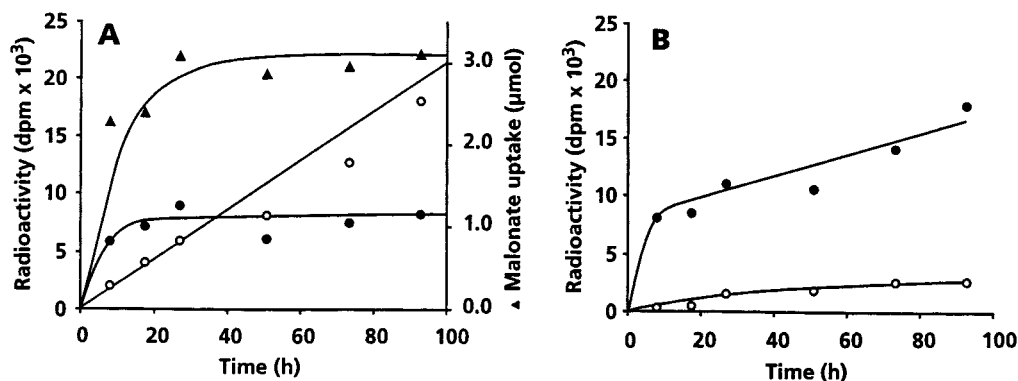 A
Radioactivity (dpm x 10³)
25
20
15
10
5
0
0 20 40 60 80 100
Time (h)
3.0
2.0
1.0
0.0
▲ Malonate uptake (μmol)
B
Radioactivity (dpm x 10³)
25
20
15
10
5
0
0 20 40 60 80 100
Time (h)